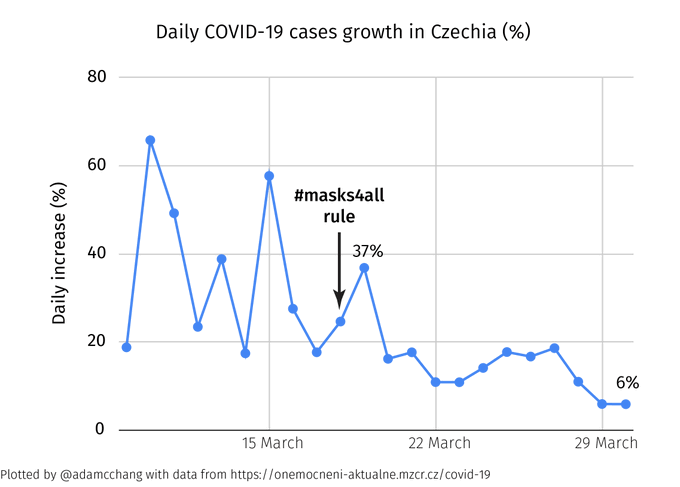 Daily COVID-19 cases growth in Czechia (%)
Daily increase (%)
80
60
40
20
0
#masks4all
rule
37%
6%
15 March
22 March
29 March
Plotted by @adamcchang with data from https://onemocneni-aktualne.mzcr.cz/covid-19